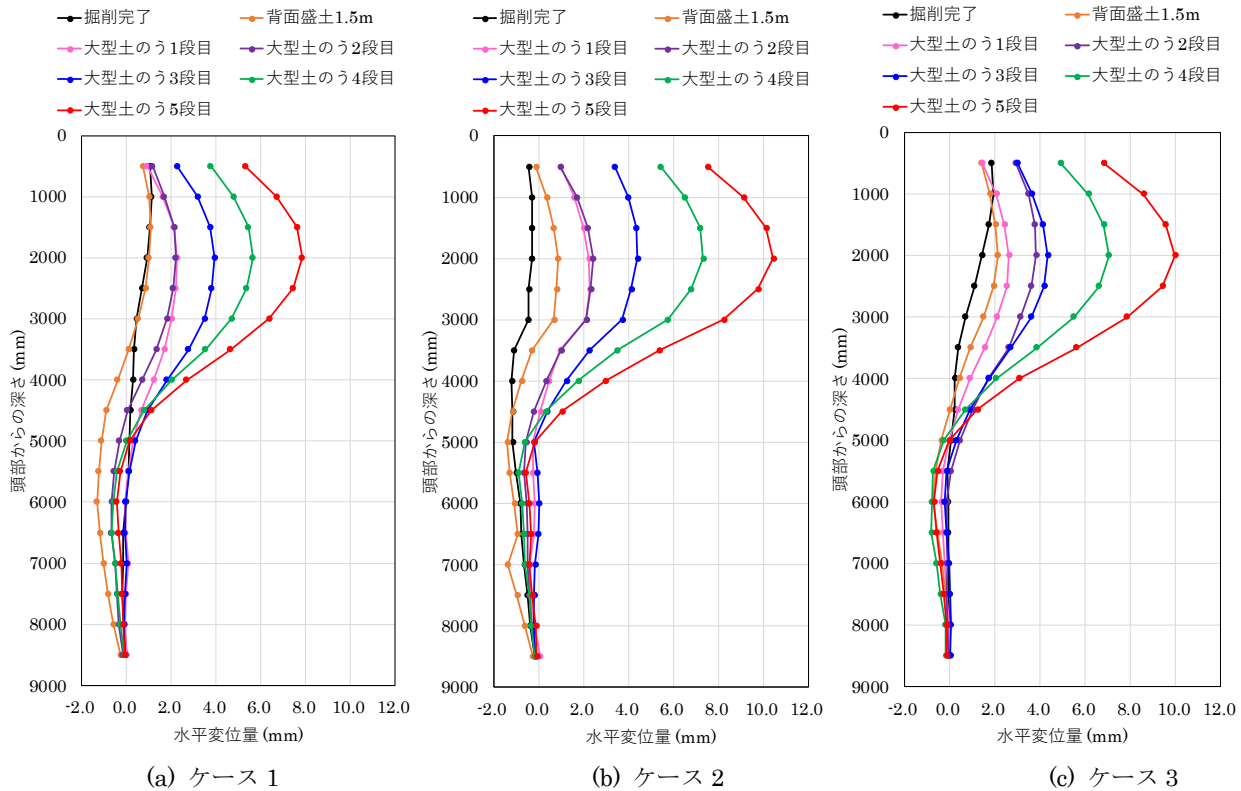 掘削完了 背面盛土1.5m
大型土のう1段目 大型土のう2段目
大型土のう3段目 大型土のう4段目
大型土のう5段目
0
1000
2000
3000
4000
5000
6000
7000
8000
9000
頭部からの深さ(mm)
-2.0 0.0 2.0 4.0 6.0 8.0 10.0 12.0
水平変位量 (mm)
(a) ケース 1
掘削完了 背面盛土1.5m
大型土のう1段目 大型土のう2段目
大型土のう3段目 大型土のう4段目
大型土のう5段目
0
1000
2000
3000
4000
5000
6000
7000
8000
9000
頭部からの深さ(mm)
-2.0 0.0 2.0 4.0 6.0 8.0 10.0 12.0
水平変位量 (mm)
(b) ケース 2
掘削完了 背面盛土1.5m
大型土のう1段目 大型土のう2段目
大型土のう3段目 大型土のう4段目
大型土のう5段目
0
1000
2000
3000
4000
5000
6000
7000
8000
9000
頭部からの深さ(mm)
-2.0 0.0 2.0 4.0 6.0 8.0 10.0 12.0
水平変位量 (mm)
(c) ケース 3